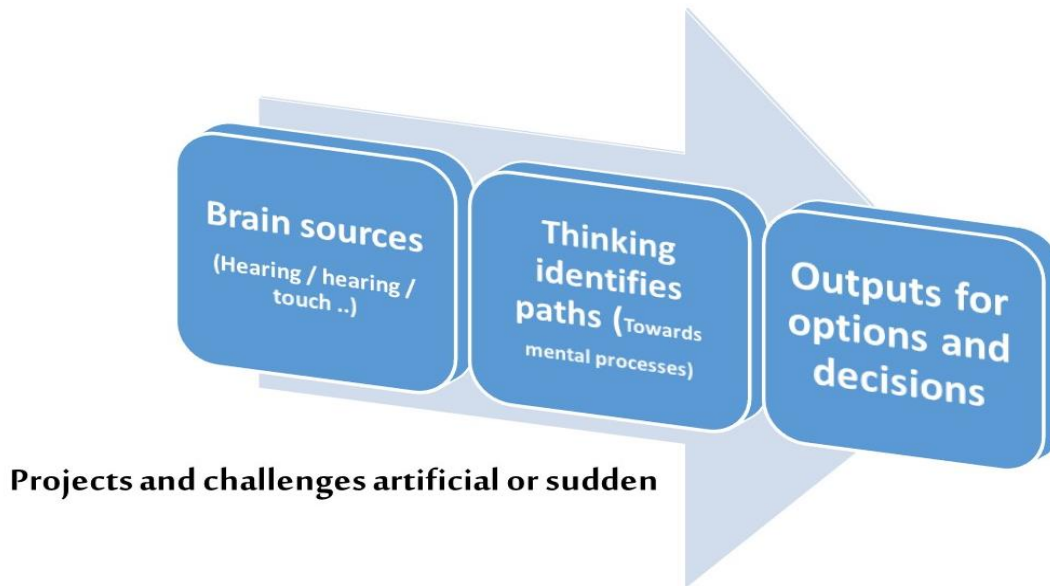 Brain sources
(Hearing / hearing /
touch ..)
Thinking
identifies
paths (Towards
mental processes)
Outputs for
options and
decisions
Projects and challenges artificial or sudden